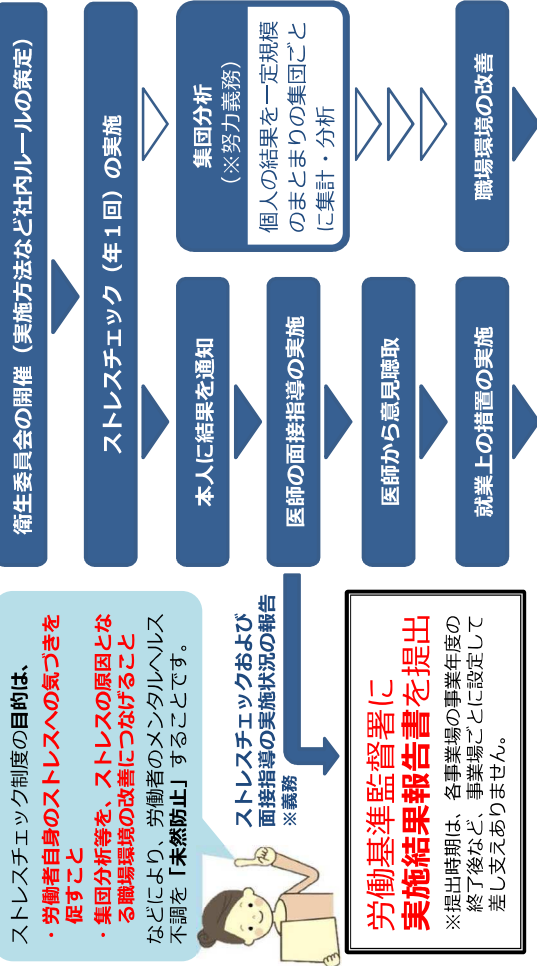 ストレスチェック制度の目的は、
・労働者自身のストレスへの気づきを
促すこと
・集団分析等を、ストレスの原因とな
る職場環境の改善につなげること
などにより、労働者のメンタルヘルス
不調を「未然防止」することです。
衛生委員会の開催（実施方法など社内ルールの策定）
ストレスチェック（年１回）の実施
本人に結果を通知
医師の面接指導の実施
医師から意見聴取
就業上の措置の実施
集団分析
（※努力義務）
個人の結果を一定規模
のまとまりの集団ごと
に集計・分析
職場環境の改善
ストレスチェックおよび
面接指導の実施状況の報告
※義務
労働基準監督署に
実施結果報告書を提出
※提出時期は、各事業場の事業年度の
終了後など、事業場ごとに設定して
差し支えありません。